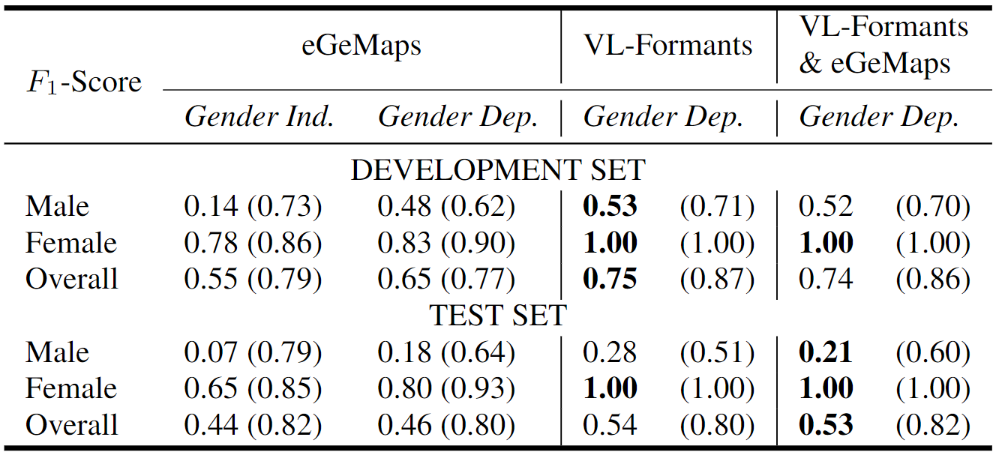 F1-Score eGeMaps VL-Formants VL-Formants & eGeMaps
Gender Ind. Gender Dep. Gender Dep. Gender Dep.
DEVELOPMENT SET
Male 0.14 (0.73) 0.48 (0.62) 0.53 (0.71) 0.52 (0.70)
Female 0.78 (0.86) 0.83 (0.90) 1.00 (1.00) 1.00 (1.00)
Overall 0.55 (0.79) 0.65 (0.77) 0.75 (0.87) 0.74 (0.86)
TEST SET
Male 0.07 (0.79) 0.18 (0.64) 0.28 (0.51) 0.21 (0.60)
Female 0.65 (0.85) 0.80 (0.93) 1.00 (1.00) 1.00 (1.00)
Overall 0.44 (0.82) 0.46 (0.80) 0.54 (0.80) 0.53 (0.82)